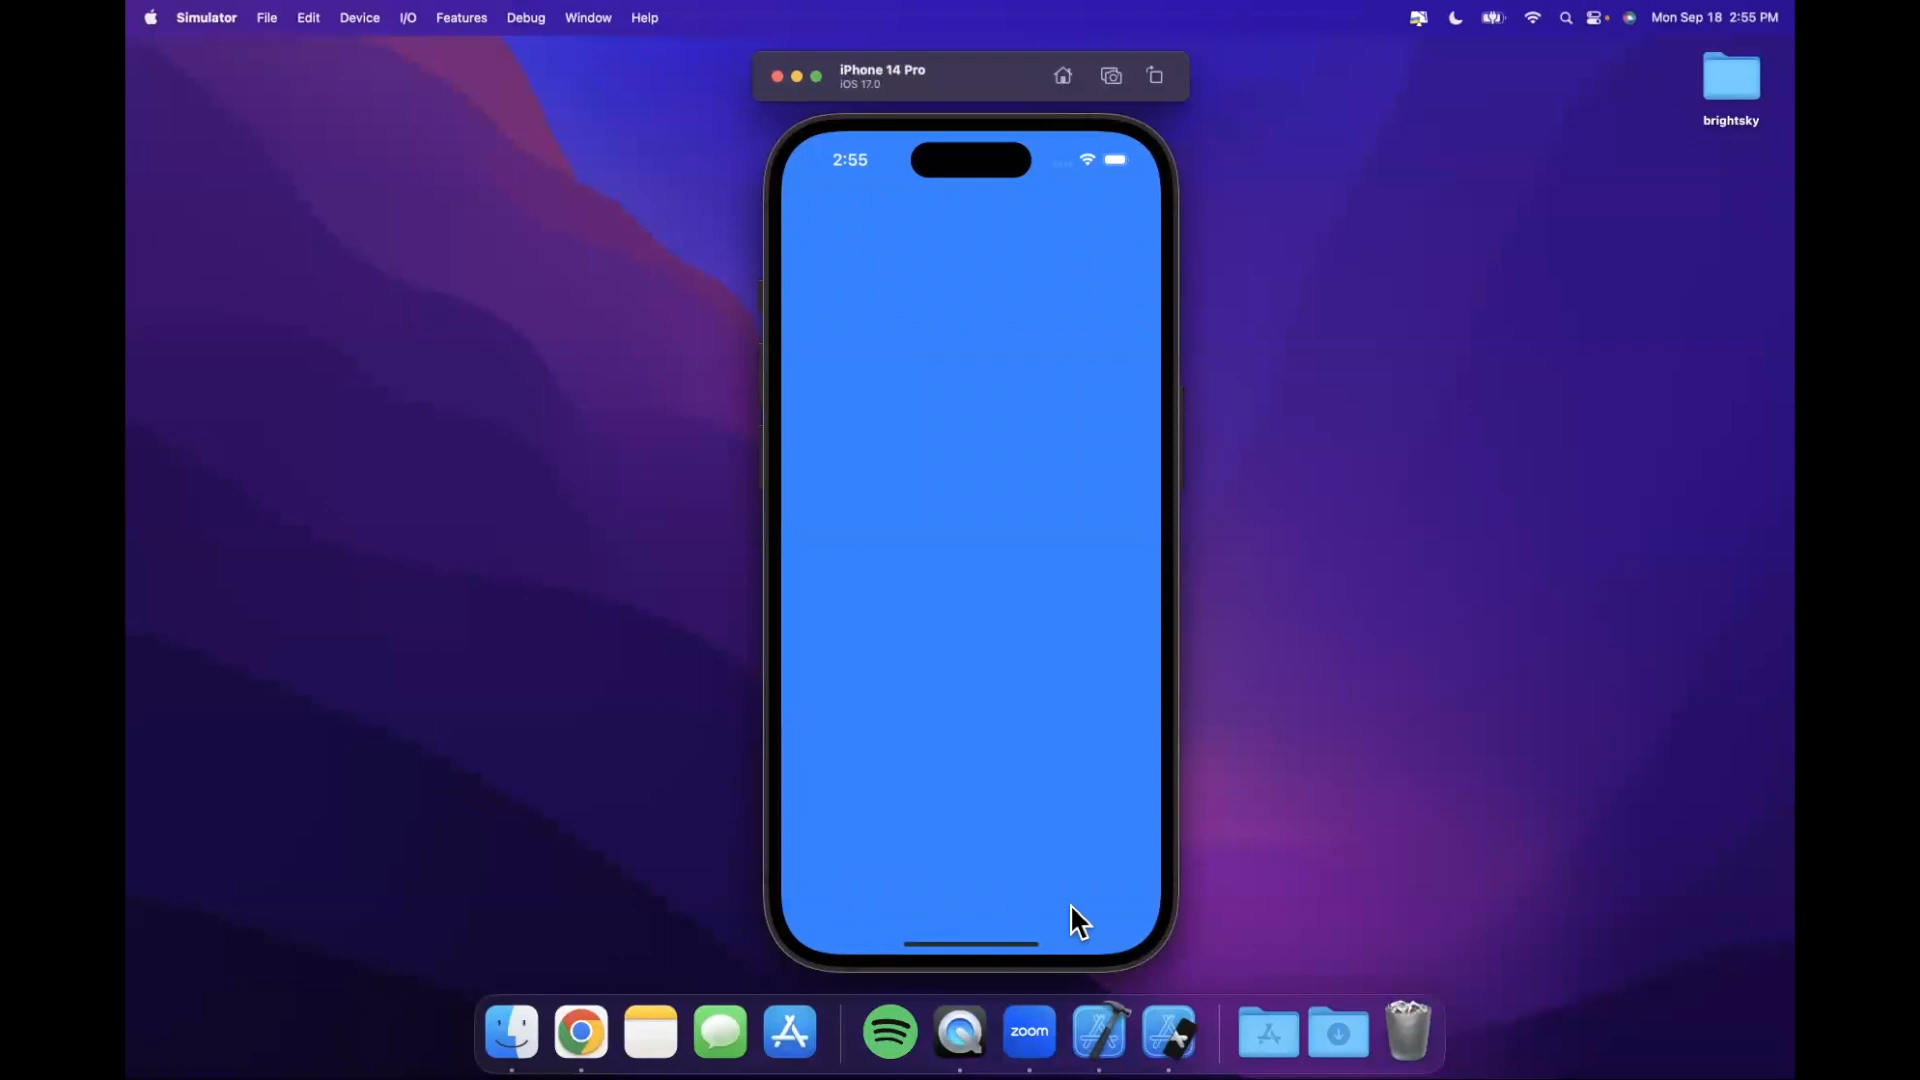 Simulator File Edit Device I/O Features Debug Window Help Mon Sep 18 2:55 PM
iPhone 14 Pro
iOS 17.0
brightsky
2:55
zoom